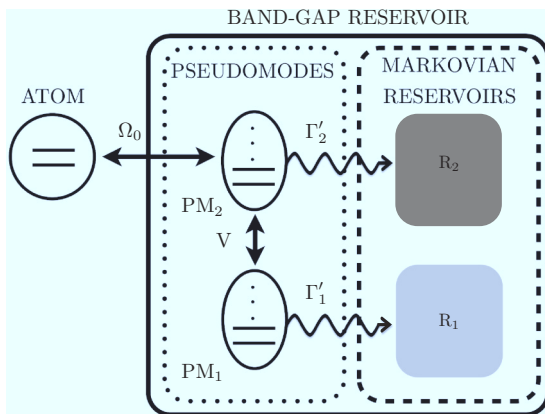 BAND-GAP RESERVOIR
PSEUDOMODES
MARKOVIAN
RESERVOIRS
ATOM
Ω₀
Γ′₂
R₂
PM₂
V
Γ′₁
R₁
PM₁